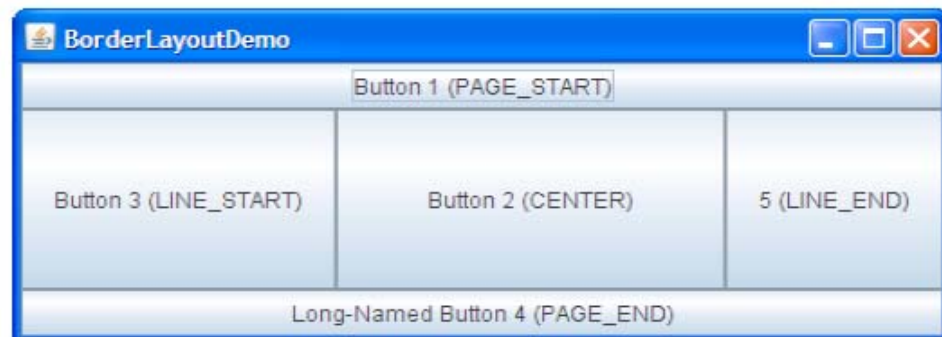 BorderLayoutDemo
Button 1 (PAGE_START)
Button 3 (LINE_START)
Button 2 (CENTER)
5 (LINE_END)
Long-Named Button 4 (PAGE_END)